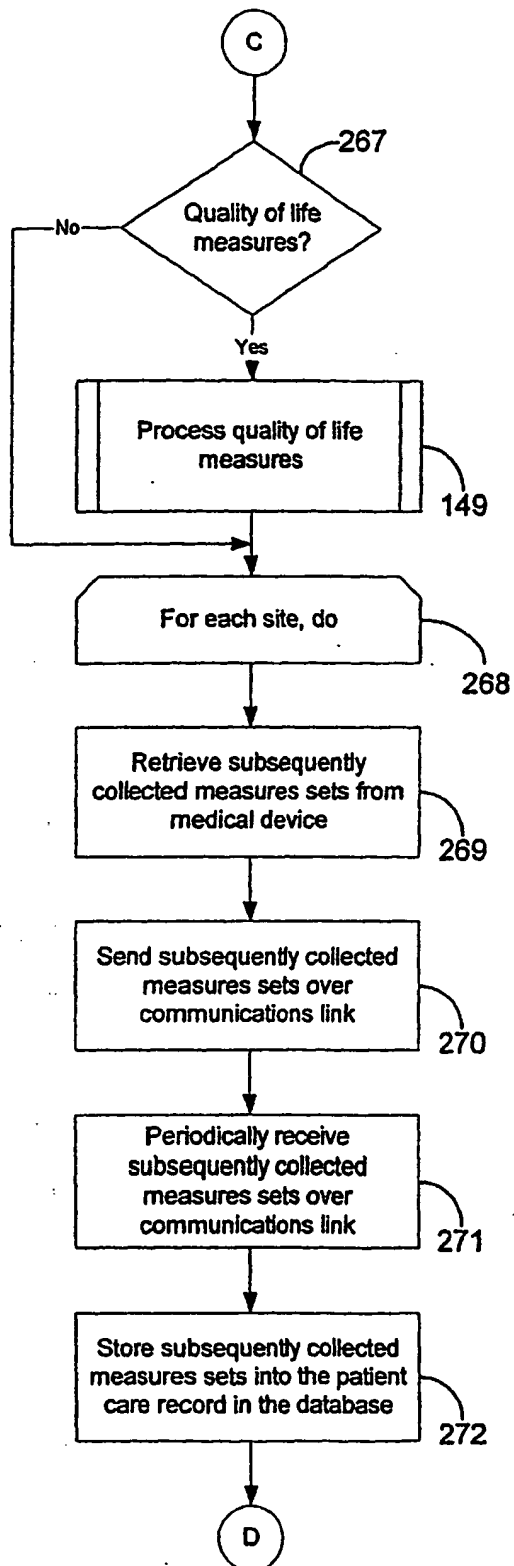 C
267
Quality of life
measures?
No
Yes
Process quality of life
measures
149
For each site, do
268
Retrieve subsequently
collected measures sets from
medical device
269
Send subsequently collected
measures sets over
communications link
270
Periodically receive
subsequently collected
measures sets over
communications link
271
Store subsequently collected
measures sets into the patient
care record in the database
272
D